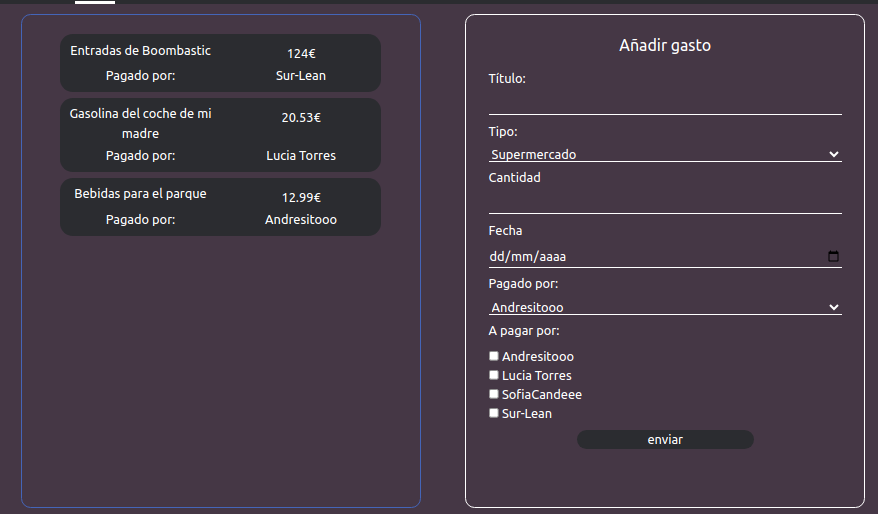 Entradas de Boombastic 124€
Pagado por: Sur-Lean
Gasolina del coche de mi madre 20.53€
Pagado por: Lucia Torres
Bebidas para el parque 12.99€
Pagado por: Andresitooo
Añadir gasto
Título:
Tipo:
Supermercado
Cantidad
Fecha
dd/mm/aaaa
Pagado por:
Andresitooo
A pagar por:
Andresitooo
Lucia Torres
SofiaCandeee
Sur-Lean
enviar